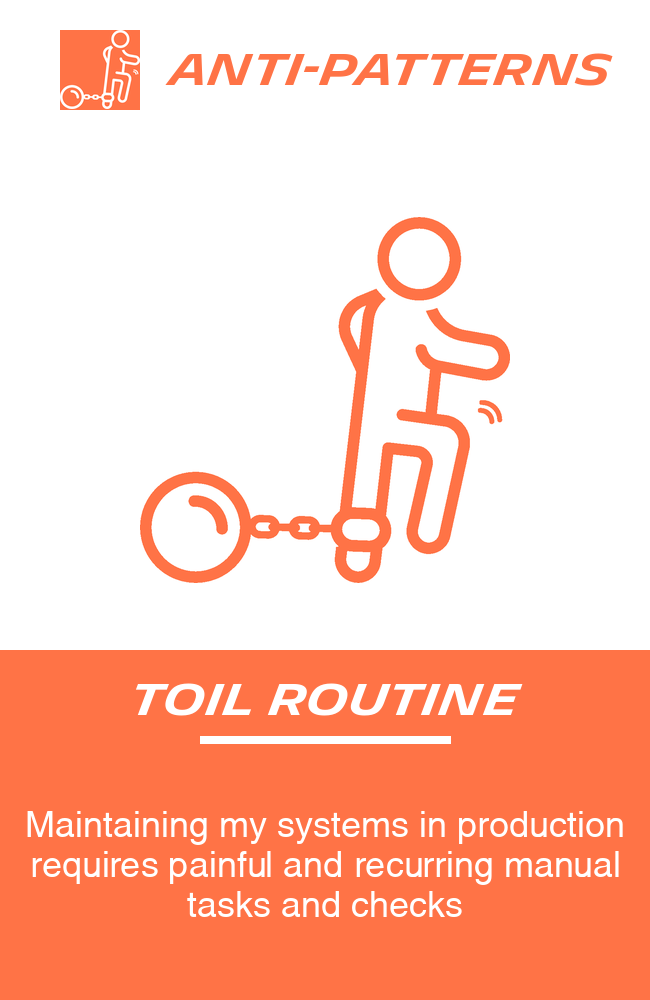 ANTI-PATTERNS
TOIL ROUTINE
Maintaining my systems in production
requires painful and recurring manual
tasks and checks